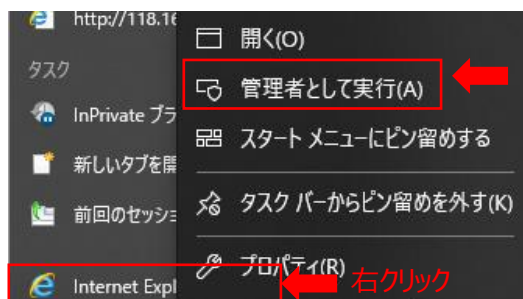 http://118.16
タスク
InPrivate ブラ
新しいタブを開
前回のセッショ
Internet Expl
開く(O)
管理者として実行(A)
スタート メニューにピン留めする
タスク バーからピン留めを外す(K)
プロパティ(R)
右クリック